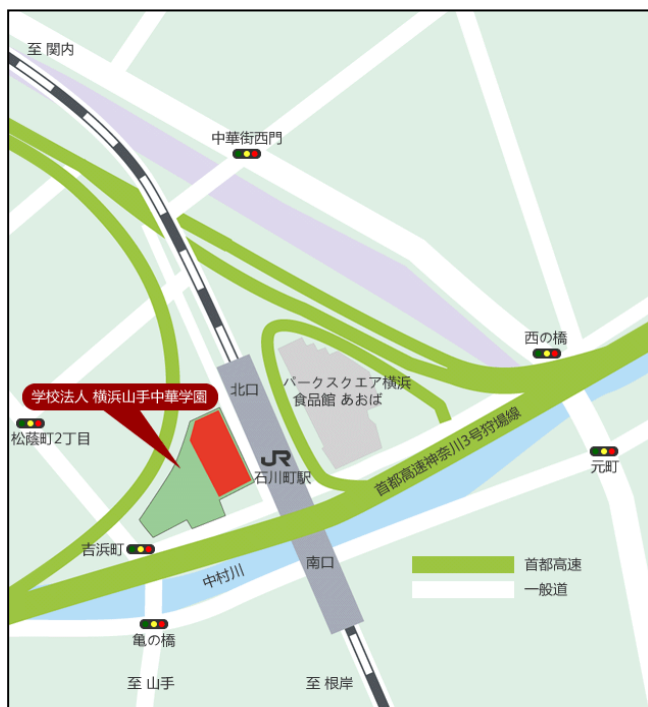 至 関内
中華街西門
西の橋
北口
パークスクエア横浜
食品館 あおば
学校法人 横浜山手中華学園
松蔭町2丁目
JR
石川町駅
首都高速神奈川3号狩場線
元町
吉浜町
南口
中村川
首都高速
一般道
亀の橋
至 山手
至 根岸